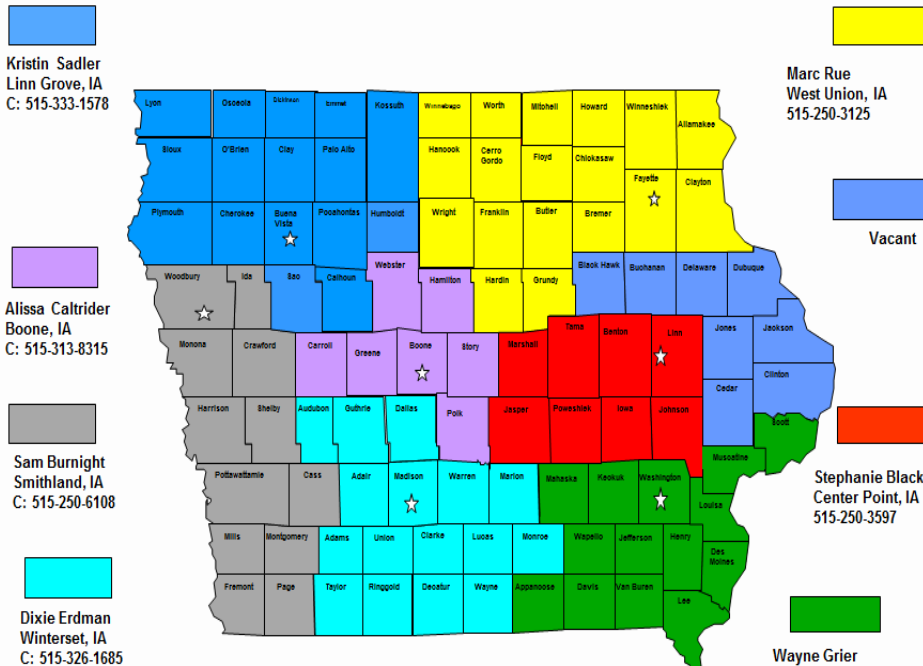 Kristin Sadler
Linn Grove, IA
C: 515-333-1578
Alissa Caltrider
Boone, IA
C: 515-313-8315
Sam Burnight
Smithland, IA
C: 515-250-6108
Dixie Erdman
Winterset, IA
C: 515-326-1685
Lyon Osceola Dickinson Emmet Kossuth Winnebago Worth Mitchell Howard Winneshiek Allamakee
Sioux O'Brien Clay Palo Alto Hancock Cerro Gordo Floyd Chickasaw Fayette Clayton
Plymouth Cherokee Buena Vista Pocahontas Humboldt Wright Franklin Butler Bremer
Woodbury Ida Sac Calhoun Webster Hamilton Hardin Grundy Black Hawk Buchanan Delaware Dubuque
Monona Crawford Carroll Greene Boone Story Marshall Tama Benton Linn Jones Jackson
Harrison Shelby Audubon Guthrie Dallas Polk Jasper Poweshiek Iowa Johnson Cedar Clinton
Scott
Pottawattamie Cass Adair Madison Warren Marion Mahaska Keokuk Washington Muscatine
Louisa
Mills Montgomery Adams Union Clarke Lucas Monroe Wapello Jefferson Henry Des Moines
Fremont Page Taylor Ringgold Decatur Wayne Appanoose Davis Van Buren Lee
Marc Rue
West Union, IA
515-250-3125
Vacant
Stephanie Black
Center Point, IA
515-250-3597
Wayne Grier